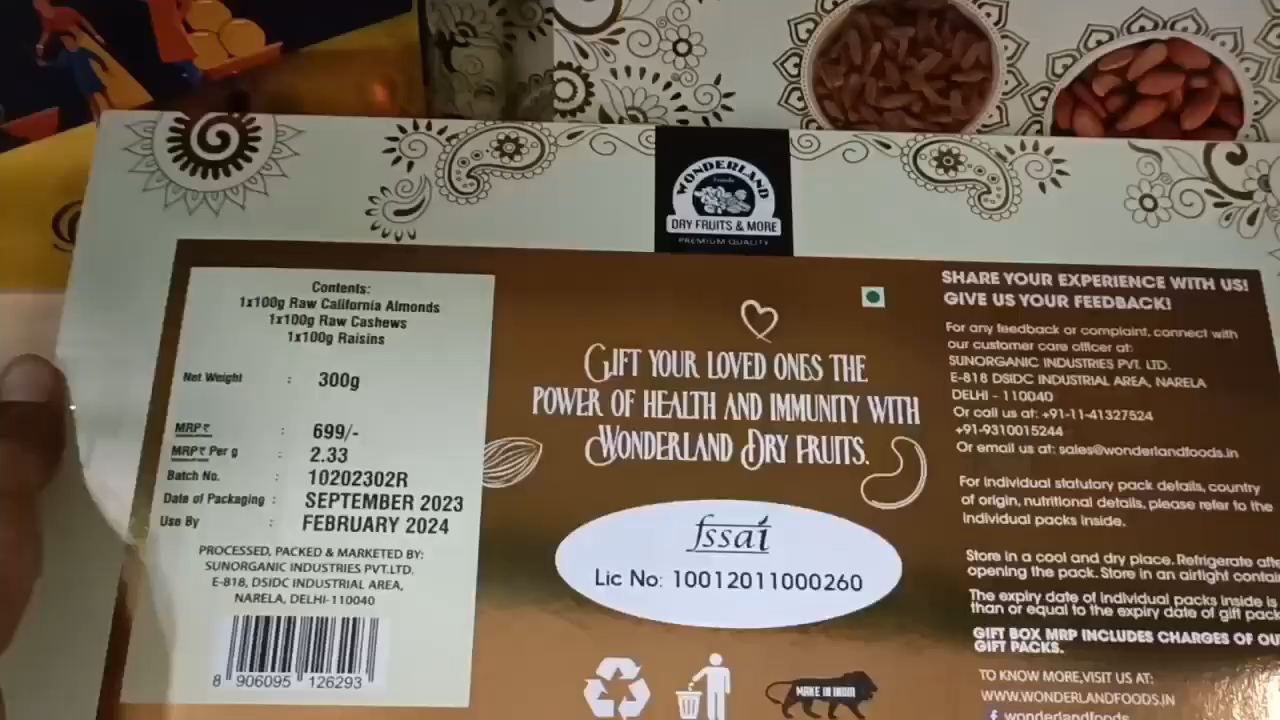 WONDERLAND
Foods
DRY FRUITS & MORE
PREMIUM QUALITY
Contents:
1x100g Raw California Almonds
1x100g Raw Cashews
1x100g Raisins
Net Weight : 300g
MRP₹ : 699/-
MRP₹ Per g : 2.33
Batch No. : 10202302R
Date of Packaging : SEPTEMBER 2023
Use By : FEBRUARY 2024
PROCESSED, PACKED & MARKETED BY:
SUNORGANIC INDUSTRIES PVT.LTD.
E-818, DSIDC INDUSTRIAL AREA,
NARELA, DELHI-110040
8 906095 126293
GIFT YOUR LOVED ONES THE
POWER OF HEALTH AND IMMUNITY WITH
WONDERLAND DRY FRUITS.
fssai
Lic No: 10012011000260
MAKE IN INDIA
SHARE YOUR EXPERIENCE WITH US!
GIVE US YOUR FEEDBACK!
For any feedback or complaint, connect with
our customer care officer at:
SUNORGANIC INDUSTRIES PVT. LTD.
E-818 DSIDC INDUSTRIAL AREA, NARELA
DELHI - 110040
Or call us at: +91-11-41327524
+91-9310015244
Or email us at: sales@wonderlandfoods.in
For individual statutory pack details, country
of origin, nutritional details, please refer to the
individual packs inside.
Store in a cool and dry place. Refrigerate afte
opening the pack. Store in an airtight contai
The expiry date of individual packs inside is
than or equal to the expiry date of gift pack
GIFT BOX MRP INCLUDES CHARGES OF OU
GIFT PACKS.
TO KNOW MORE,VISIT US AT:
WWW.WONDERLANDFOODS.IN
f wonderlandfoods